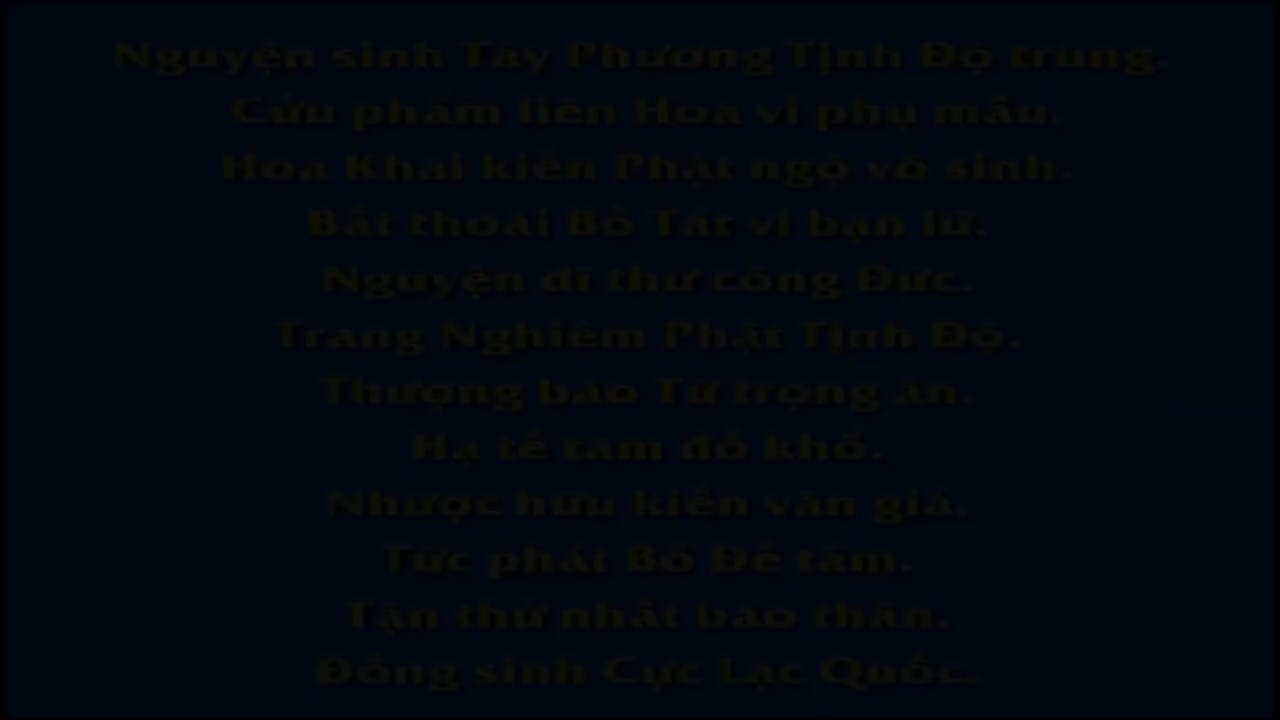 Nguyện sinh Tây Phương Tịnh Độ trung.
Cửu phẩm liên Hoa vi phụ mẫu.
Hoa Khai kiến Phật ngộ vô sinh.
Bất thoái Bồ Tát vi bạn lữ.
Nguyện dĩ thử công Đức.
Trang Nghiêm Phật Tịnh Độ.
Thượng báo Tứ trọng ân.
Hạ tế tam đồ khổ.
Nhược hữu kiến văn giả.
Tức phát Bồ Đề tâm.
Tận thử nhất báo thân.
Đồng sinh Cực Lạc Quốc.